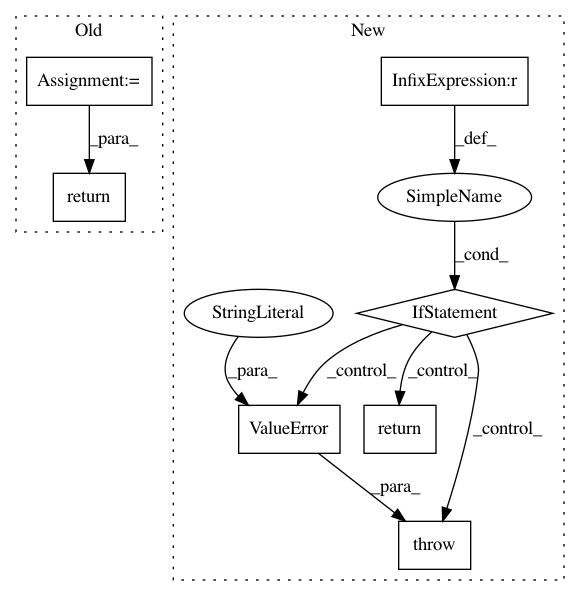 Old
New
Assignment:=
InfixExpression:r
_para_
_def_
return
SimpleName
_cond_
StringLiteral
IfStatement
_para_
_control_
_control_
_control_
ValueError
return
_para_
throw